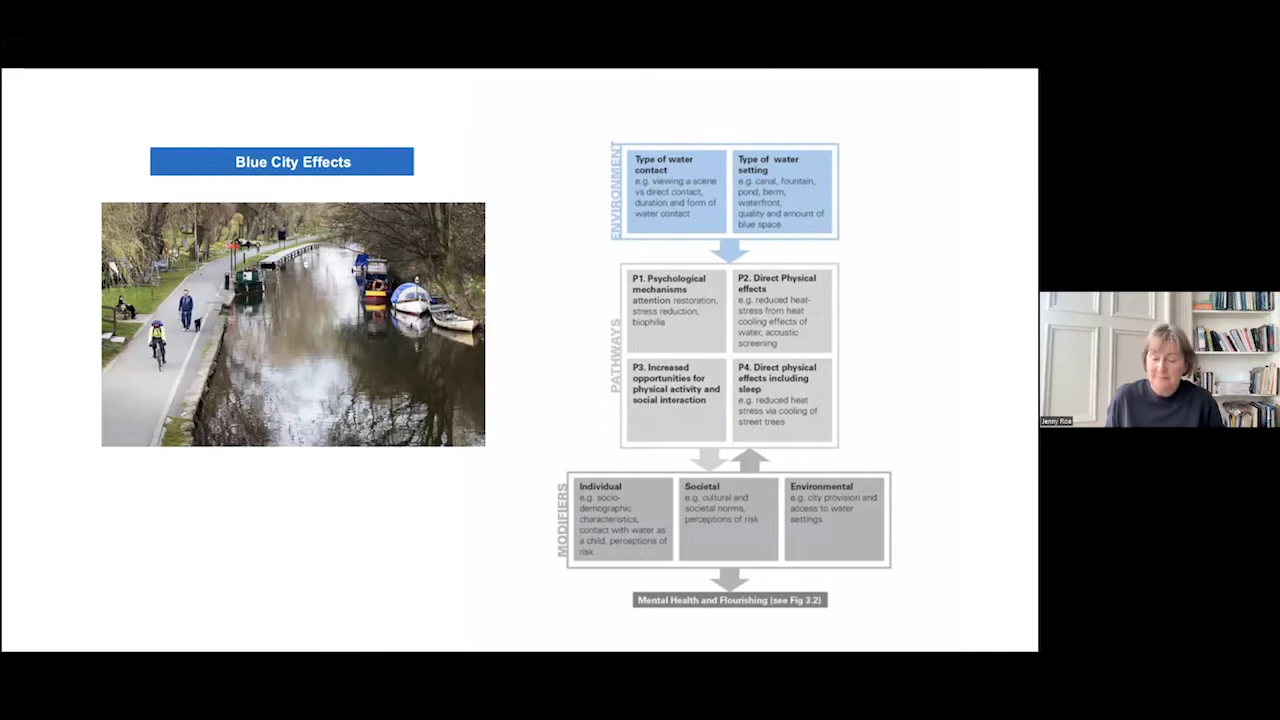 Blue City Effects
ENVIRONMENT
Type of water
contact
e.g. viewing a scene
vs direct contact,
duration and form of
water contact
Type of water
setting
e.g. canal, fountain,
pond, berm,
waterfront,
quality and amount of
blue space
PATHWAYS
P1. Psychological
mechanisms
attention restoration,
stress reduction,
biophilia
P2. Direct Physical
effects
e.g. reduced heat-
stress from heat
cooling effects of
water, acoustic
screening
P3. Increased
opportunities for
physical activity and
social interaction
P4. Direct physical
effects including
sleep
e.g. reduced heat
stress via cooling of
street trees
MODIFIERS
Individual
e.g. socio-
demographic
characteristics,
contact with water as
a child, perceptions of
risk
Societal
e.g. cultural and
societal norms,
perceptions of risk
Environmental
e.g. city provision and
access to water
settings
Mental Health and Flourishing (see Fig 3.2)
Jenny Roe